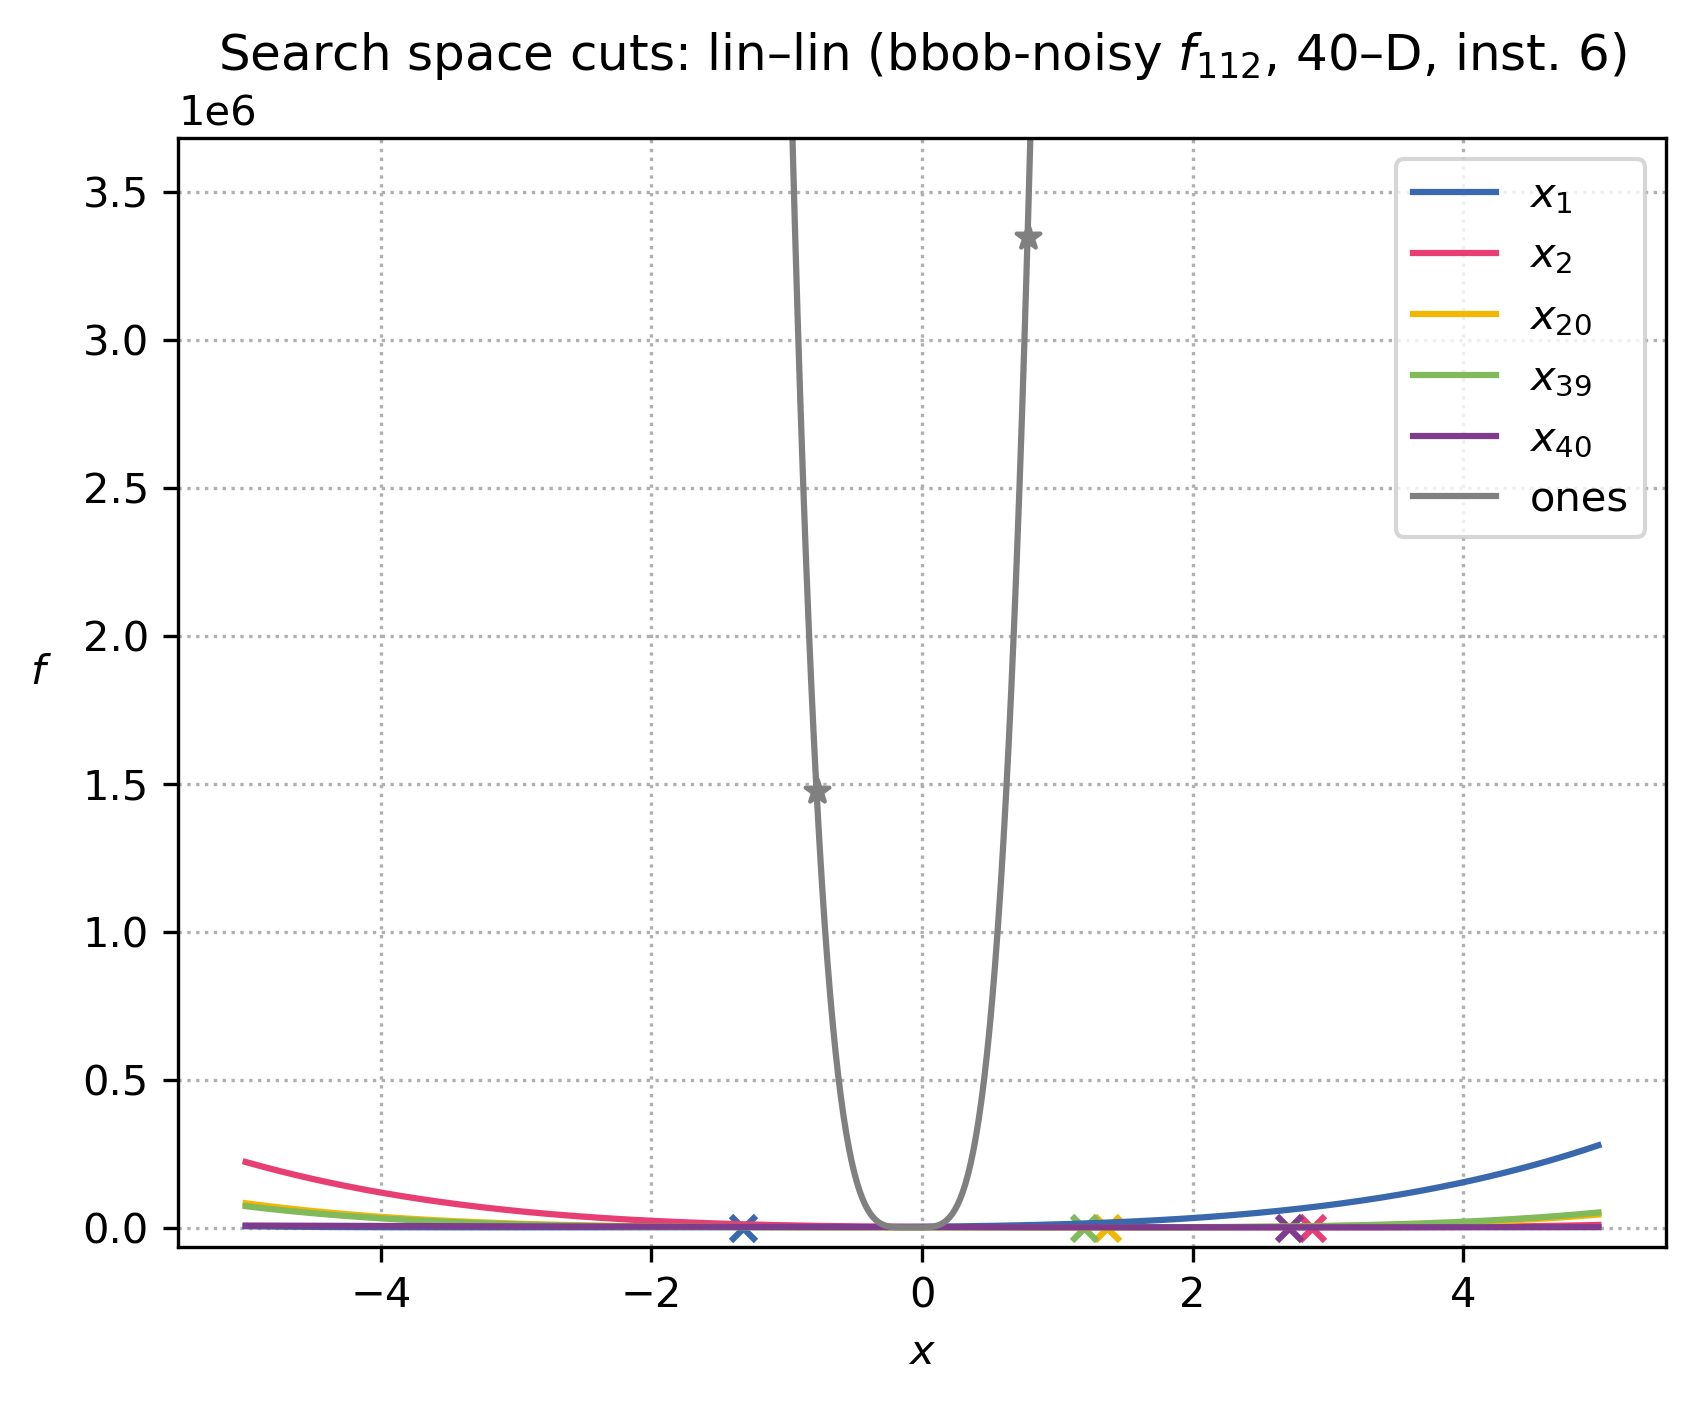 Search space cuts: lin–lin (bbob-noisy f₁₁₂, 40–D, inst. 6)
1e6
3.5
3.0
2.5
2.0
1.5
1.0
0.5
0.0
f
−4
−2
0
2
4
x
x₁
x₂
x₂₀
x₃₉
x₄₀
ones